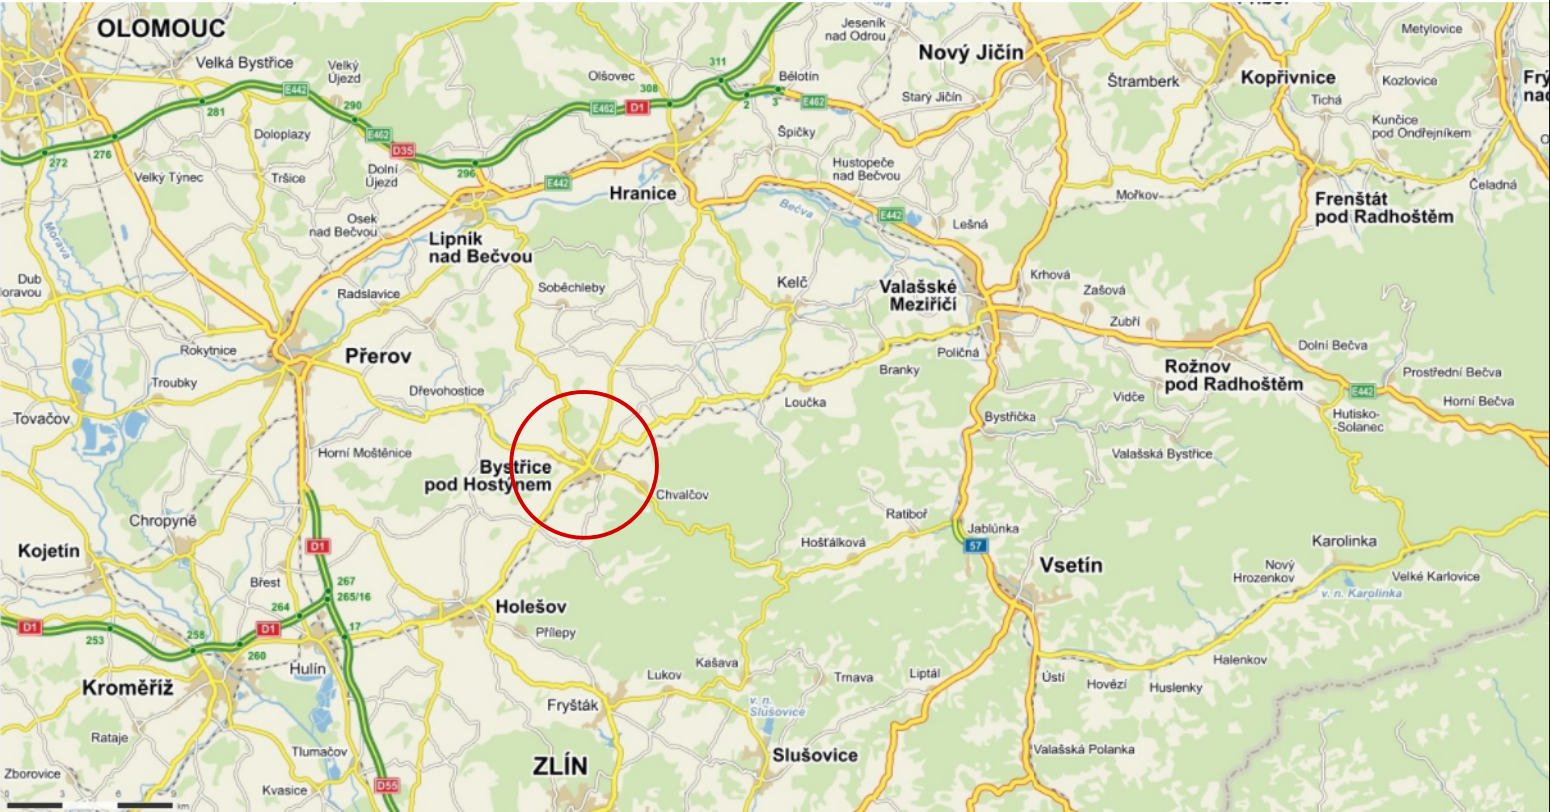 OLOMOUC
Velká Bystřice
Velký
Újezd
Olšovec
308
311
Bělotín
Jeseník
nad Odrou
Nový Jičín
Štramberk
Kopřivnice
Metylovice
Kozlovice
Tichá
Kunčice
pod Ondřejníkem
E442
281
290
E462
D35
E462
D1
2
3
E462
Starý Jičín
276
272
Doloplazy
Velký Týnec
Tršice
Dolní
Újezd
296
E442
Hranice
Špičky
Hustopeče
nad Bečvou
Bečva
E442
Lešná
Mořkov
Frenštát
pod Radhoštěm
Čeladná
Morava
Osek
nad Bečvou
Lipník
nad Bečvou
Dub
Radslavice
Soběchleby
Kelč
Valašské
Meziříčí
Krhová
Zašová
Zubří
Rokytnice
Přerov
Troubky
Dřevohostice
Poličná
Branky
Loučka
Rožnov
pod Radhoštěm
Dolní Bečva
Prostřední Bečva
E442
Horní Bečva
Hutisko-
-Solanec
Vidče
Tovačov
Horní Moštěnice
Bystřice
pod Hostýnem
Chvalčov
Bystřička
Valašská Bystřice
Chropyně
Kojetín
D1
Ratiboř
Hošťálková
Jablůnka
57
Vsetín
Karolinka
Nový
Hrozenkov
v. n. Karolinka
Velké Karlovice
Břest
267
265/16
264
D1
253
258
D1
260
17
Holešov
Přílepy
Hulín
Kroměříž
Kašava
Lukov
Trnava
Liptál
Ústí
Hovězí
Huslenky
Halenkov
Fryšták
v. n.
Slušovice
Slušovice
Rataje
Tlumačov
ZLÍN
Valašská Polanka
Zborovice
Kvasice
D55
0 3 6 9 km